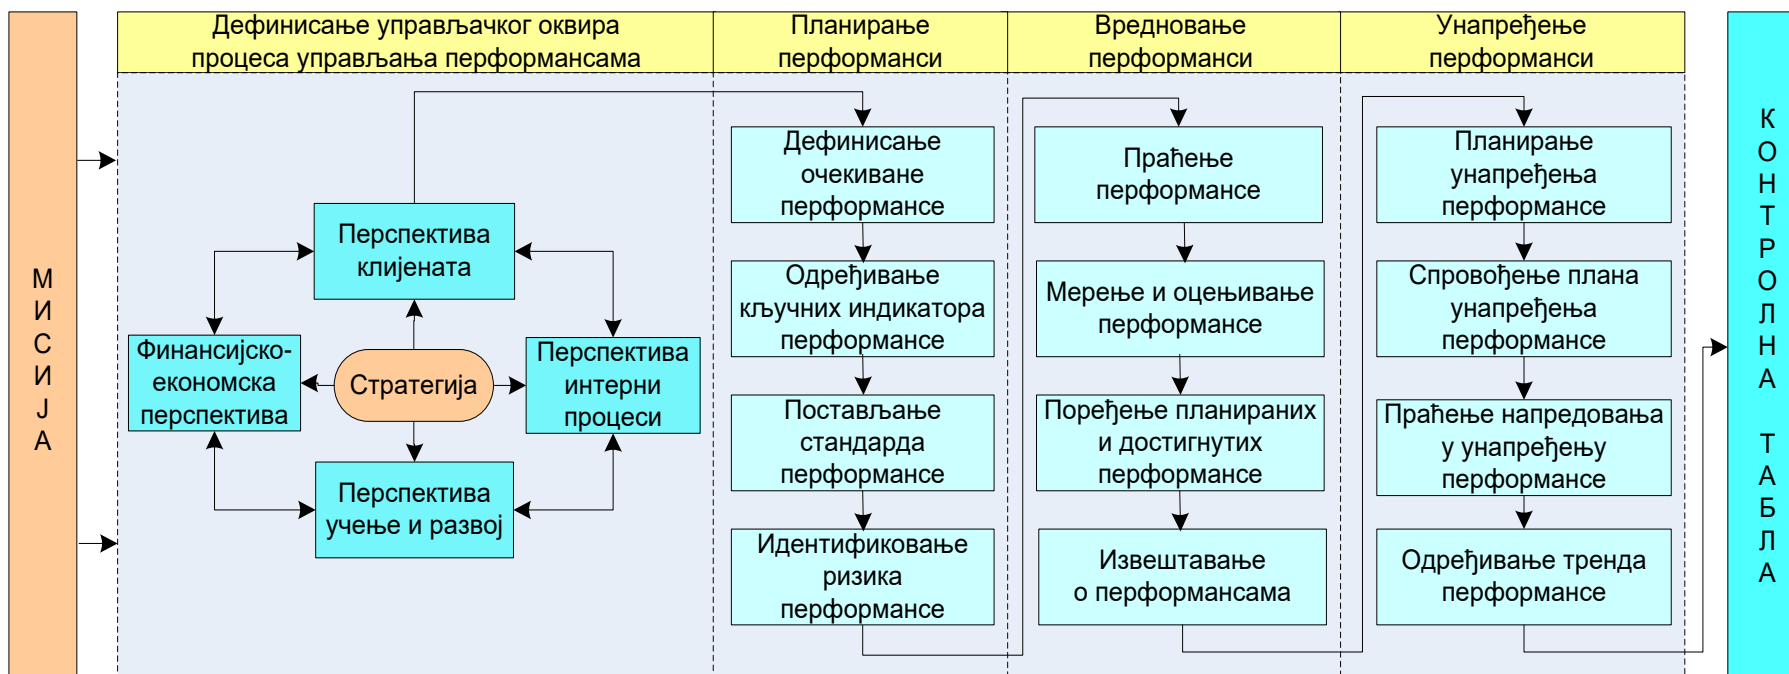 МИСИЈА
Дефинисање управљачког оквира
процеса управљања перформансама
Перспектива
клијената
Финансијско-
економска
перспектива
Стратегија
Перспектива
интерни
процеси
Перспектива
учење и развој
Планирање
перформанси
Дефинисање
очекиване
перформансе
Одређивање
кључних индикатора
перформансе
Постављање
стандарда
перформансе
Идентификовање
ризика
перформансе
Вредновање
перформанси
Праћење
перформансе
Мерење и оцењивање
перформансе
Поређење планираних
и достигнутих
перформансе
Извештавање
о перформансама
Унапређење
перформанси
Планирање
унапређења
перформансе
Спровођење плана
унапређења
перформансе
Праћење напредовања
у унапређењу
перформансе
Одређивање тренда
перформансе
КОНТРОЛНА ТАБЛА